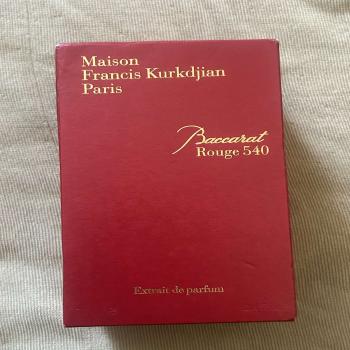 Maison
Francis Kurkdjian
Paris
Baccarat
Rouge 540
Extrait de parfum